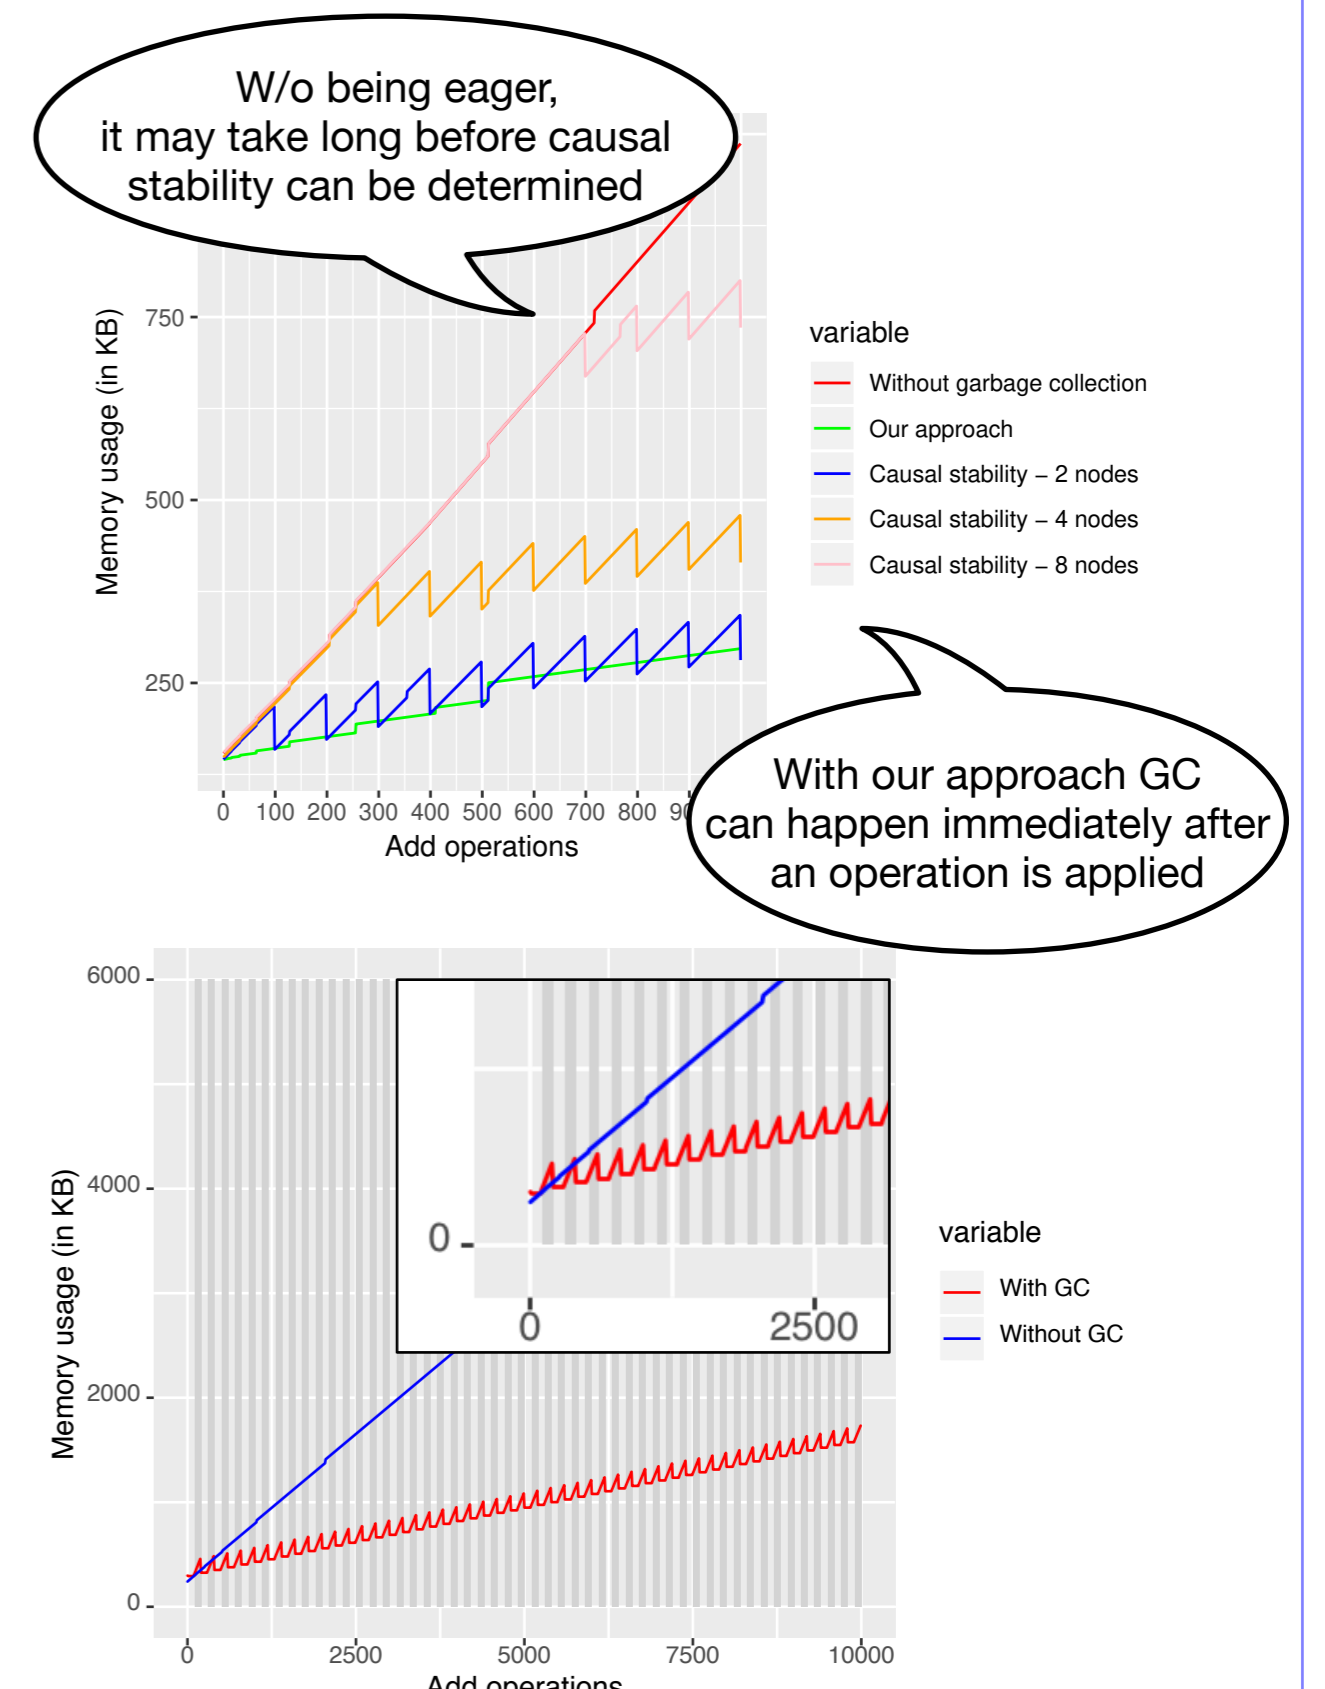 W/o being eager,
it may take long before causal
stability can be determined
Memory usage (in KB)
750
500
250
0 100 200 300 400 500 600 700 800
Add operations
variable
Without garbage collection
Our approach
Causal stability – 2 nodes
Causal stability – 4 nodes
Causal stability – 8 nodes
With our approach GC
can happen immediately after
an operation is applied
Memory usage (in KB)
6000
4000
2000
0
0
0 2500
0 2500 5000 7500 10000
Add operations
variable
With GC
Without GC